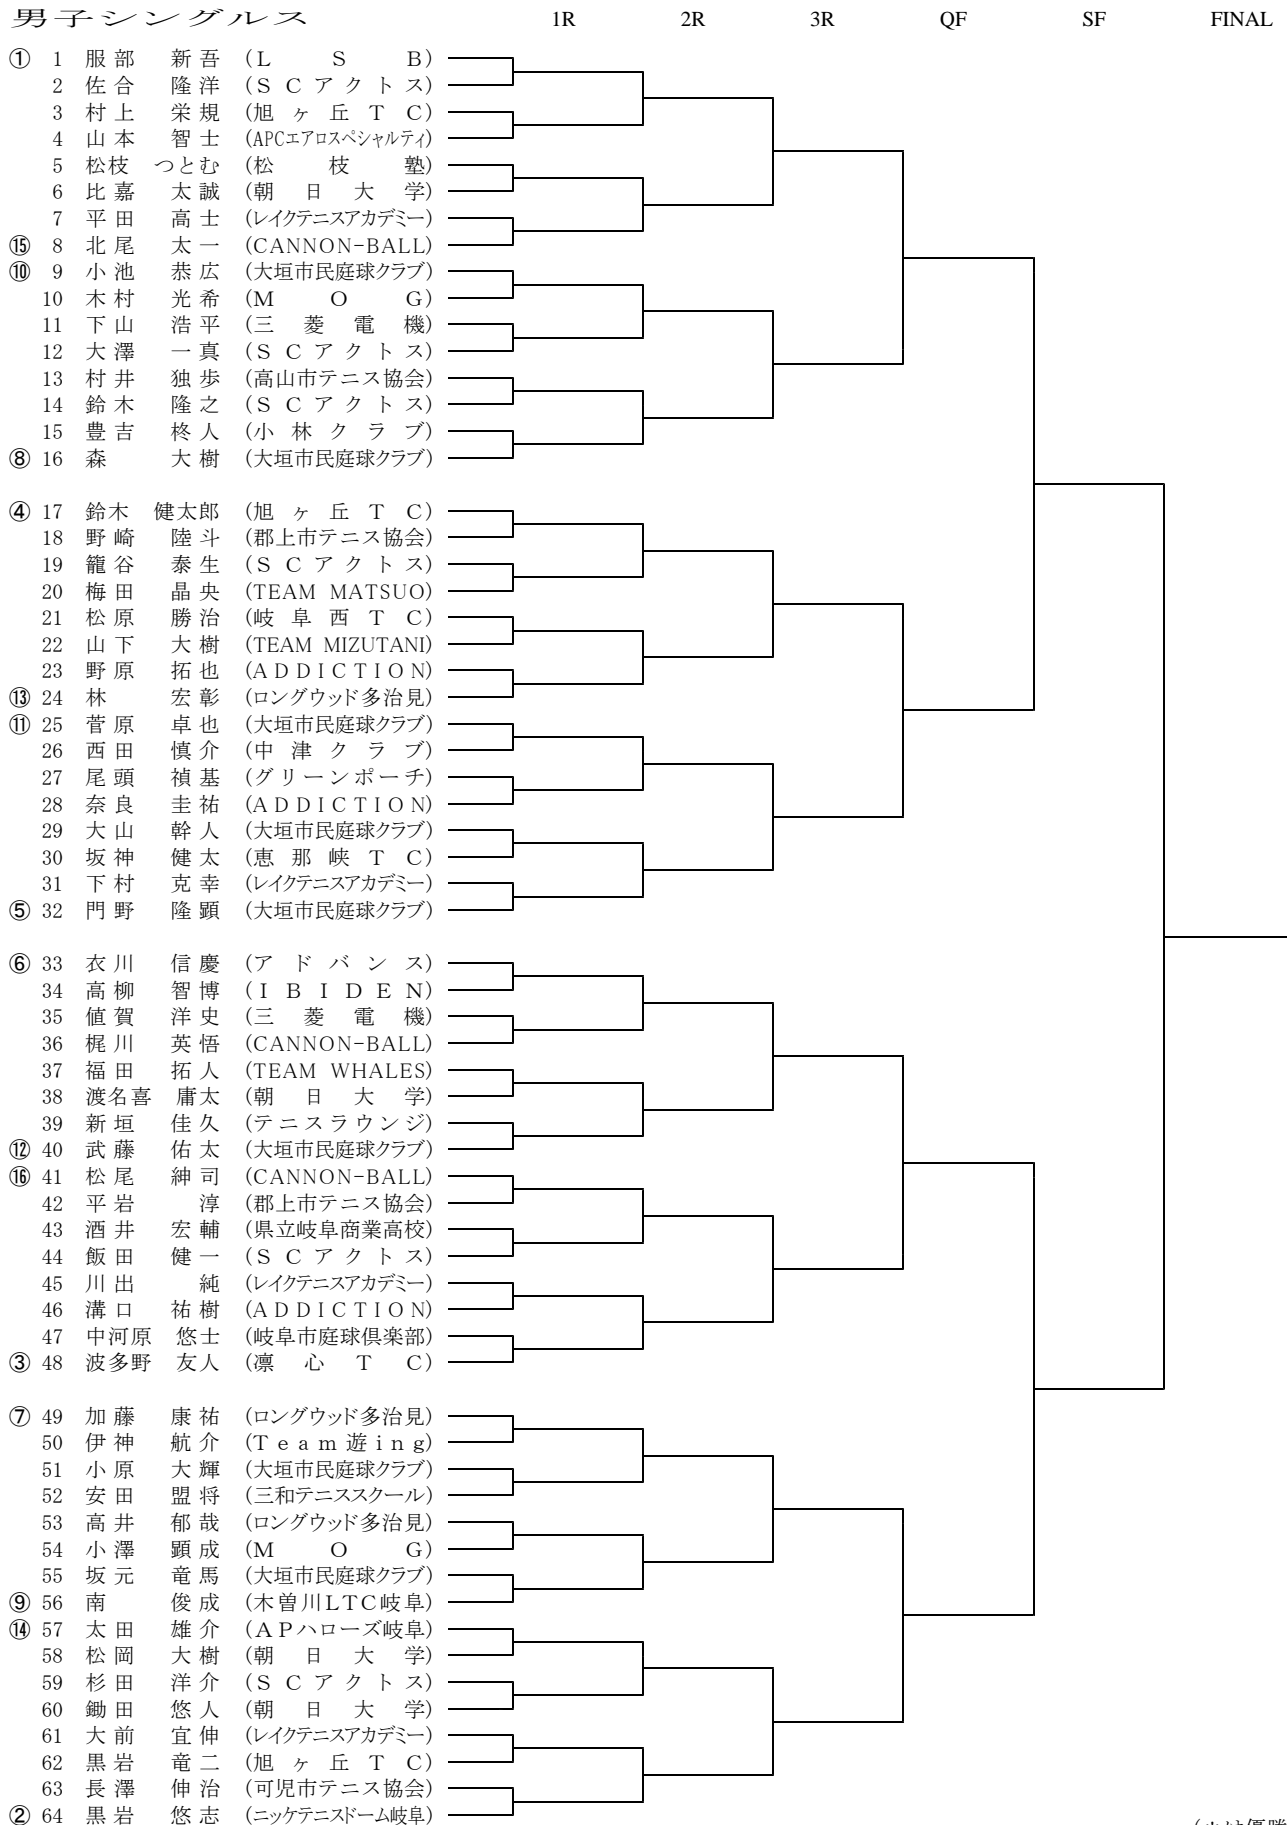 男子シングルス 1R 2R 3R QF SF FINAL
① 1 服部 新吾 (LSB)
2 佐合 隆洋 (SCアクトス)
3 村上 栄規 (旭ヶ丘TC)
4 山本 智士 (APCエアロスペシャルティ)
5 松枝 つとむ (松枝塾)
6 比嘉 太誠 (朝日大学)
7 平田 高士 (レイクテニスアカデミー)
⑮ 8 北尾 太一 (CANNON-BALL)
⑩ 9 小池 恭広 (大垣市民庭球クラブ)
10 木村 光希 (MOG)
11 下山 浩平 (三菱電機)
12 大澤 一真 (SCアクトス)
13 村井 独歩 (高山市テニス協会)
14 鈴木 隆之 (SCアクトス)
15 豊吉 柊人 (小林クラブ)
⑧ 16 森 大樹 (大垣市民庭球クラブ)
④ 17 鈴木 健太郎 (旭ヶ丘TC)
18 野崎 陸斗 (郡上市テニス協会)
19 籠谷 泰生 (SCアクトス)
20 梅田 晶央 (TEAM MATSUO)
21 松原 勝治 (岐阜西TC)
22 山下 大樹 (TEAM MIZUTANI)
23 野原 拓也 (ADDICTION)
⑬ 24 林 宏彰 (ロングウッド多治見)
⑪ 25 菅原 卓也 (大垣市民庭球クラブ)
26 西田 慎介 (中津クラブ)
27 尾頭 禎基 (グリーンポーチ)
28 奈良 圭祐 (ADDICTION)
29 大山 幹人 (大垣市民庭球クラブ)
30 坂神 健太 (恵那峡TC)
31 下村 克幸 (レイクテニスアカデミー)
⑤ 32 門野 隆顕 (大垣市民庭球クラブ)
⑥ 33 衣川 信慶 (アドバンス)
34 高柳 智博 (IBIDEN)
35 値賀 洋史 (三菱電機)
36 梶川 英悟 (CANNON-BALL)
37 福田 拓人 (TEAM WHALES)
38 渡名喜 庸太 (朝日大学)
39 新垣 佳久 (テニスラウンジ)
⑫ 40 武藤 佑太 (大垣市民庭球クラブ)
⑯ 41 松尾 紳司 (CANNON-BALL)
42 平岩 淳 (郡上市テニス協会)
43 酒井 宏輔 (県立岐阜商業高校)
44 飯田 健一 (SCアクトス)
45 川出 純 (レイクテニスアカデミー)
46 溝口 祐樹 (ADDICTION)
47 中河原 悠士 (岐阜市庭球倶楽部)
③ 48 波多野 友人 (凛心TC)
⑦ 49 加藤 康祐 (ロングウッド多治見)
50 伊神 航介 (Team遊ing)
51 小原 大輝 (大垣市民庭球クラブ)
52 安田 盟将 (三和テニススクール)
53 高井 郁哉 (ロングウッド多治見)
54 小澤 顕成 (MOG)
55 坂元 竜馬 (大垣市民庭球クラブ)
⑨ 56 南 俊成 (木曽川LTC岐阜)
⑭ 57 太田 雄介 (APハローズ岐阜)
58 松岡 大樹 (朝日大学)
59 杉田 洋介 (SCアクトス)
60 鋤田 悠人 (朝日大学)
61 大前 宜伸 (レイクテニスアカデミー)
62 黒岩 竜二 (旭ヶ丘TC)
63 長澤 伸治 (可児市テニス協会)
② 64 黒岩 悠志 (ニッケテニスドーム岐阜)